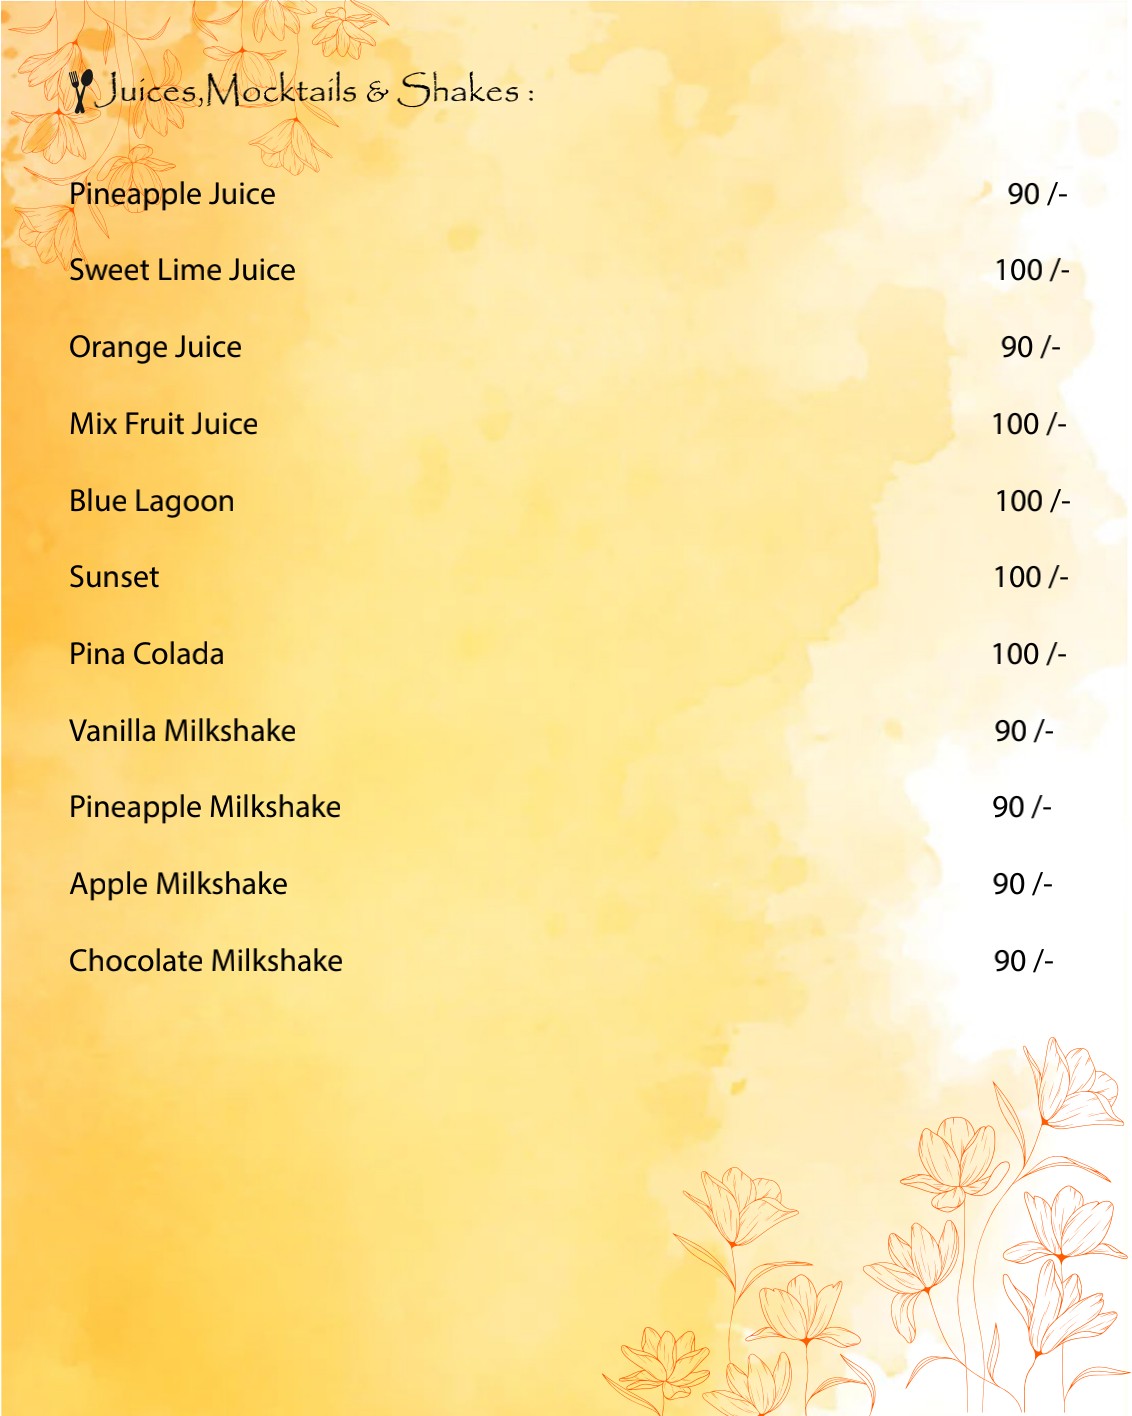 Juices,Mocktails & Shakes :
Pineapple Juice 90 /-
Sweet Lime Juice 100 /-
Orange Juice 90 /-
Mix Fruit Juice 100 /-
Blue Lagoon 100 /-
Sunset 100 /-
Pina Colada 100 /-
Vanilla Milkshake 90 /-
Pineapple Milkshake 90 /-
Apple Milkshake 90 /-
Chocolate Milkshake 90 /-